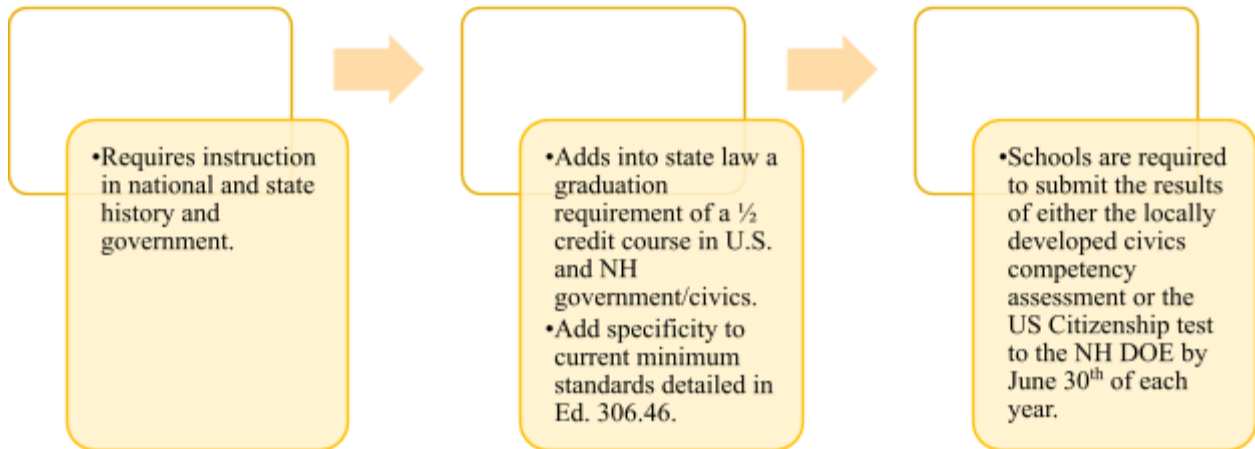 •Requires instruction
in national and state
history and
government.
•Adds into state law a
graduation
requirement of a ½
credit course in U.S.
and NH
government/civics.
•Add specificity to
current minimum
standards detailed in
Ed. 306.46.
•Schools are required
to submit the results
of either the locally
developed civics
competency
assessment or the
US Citizenship test
to the NH DOE by
June 30th of each
year.